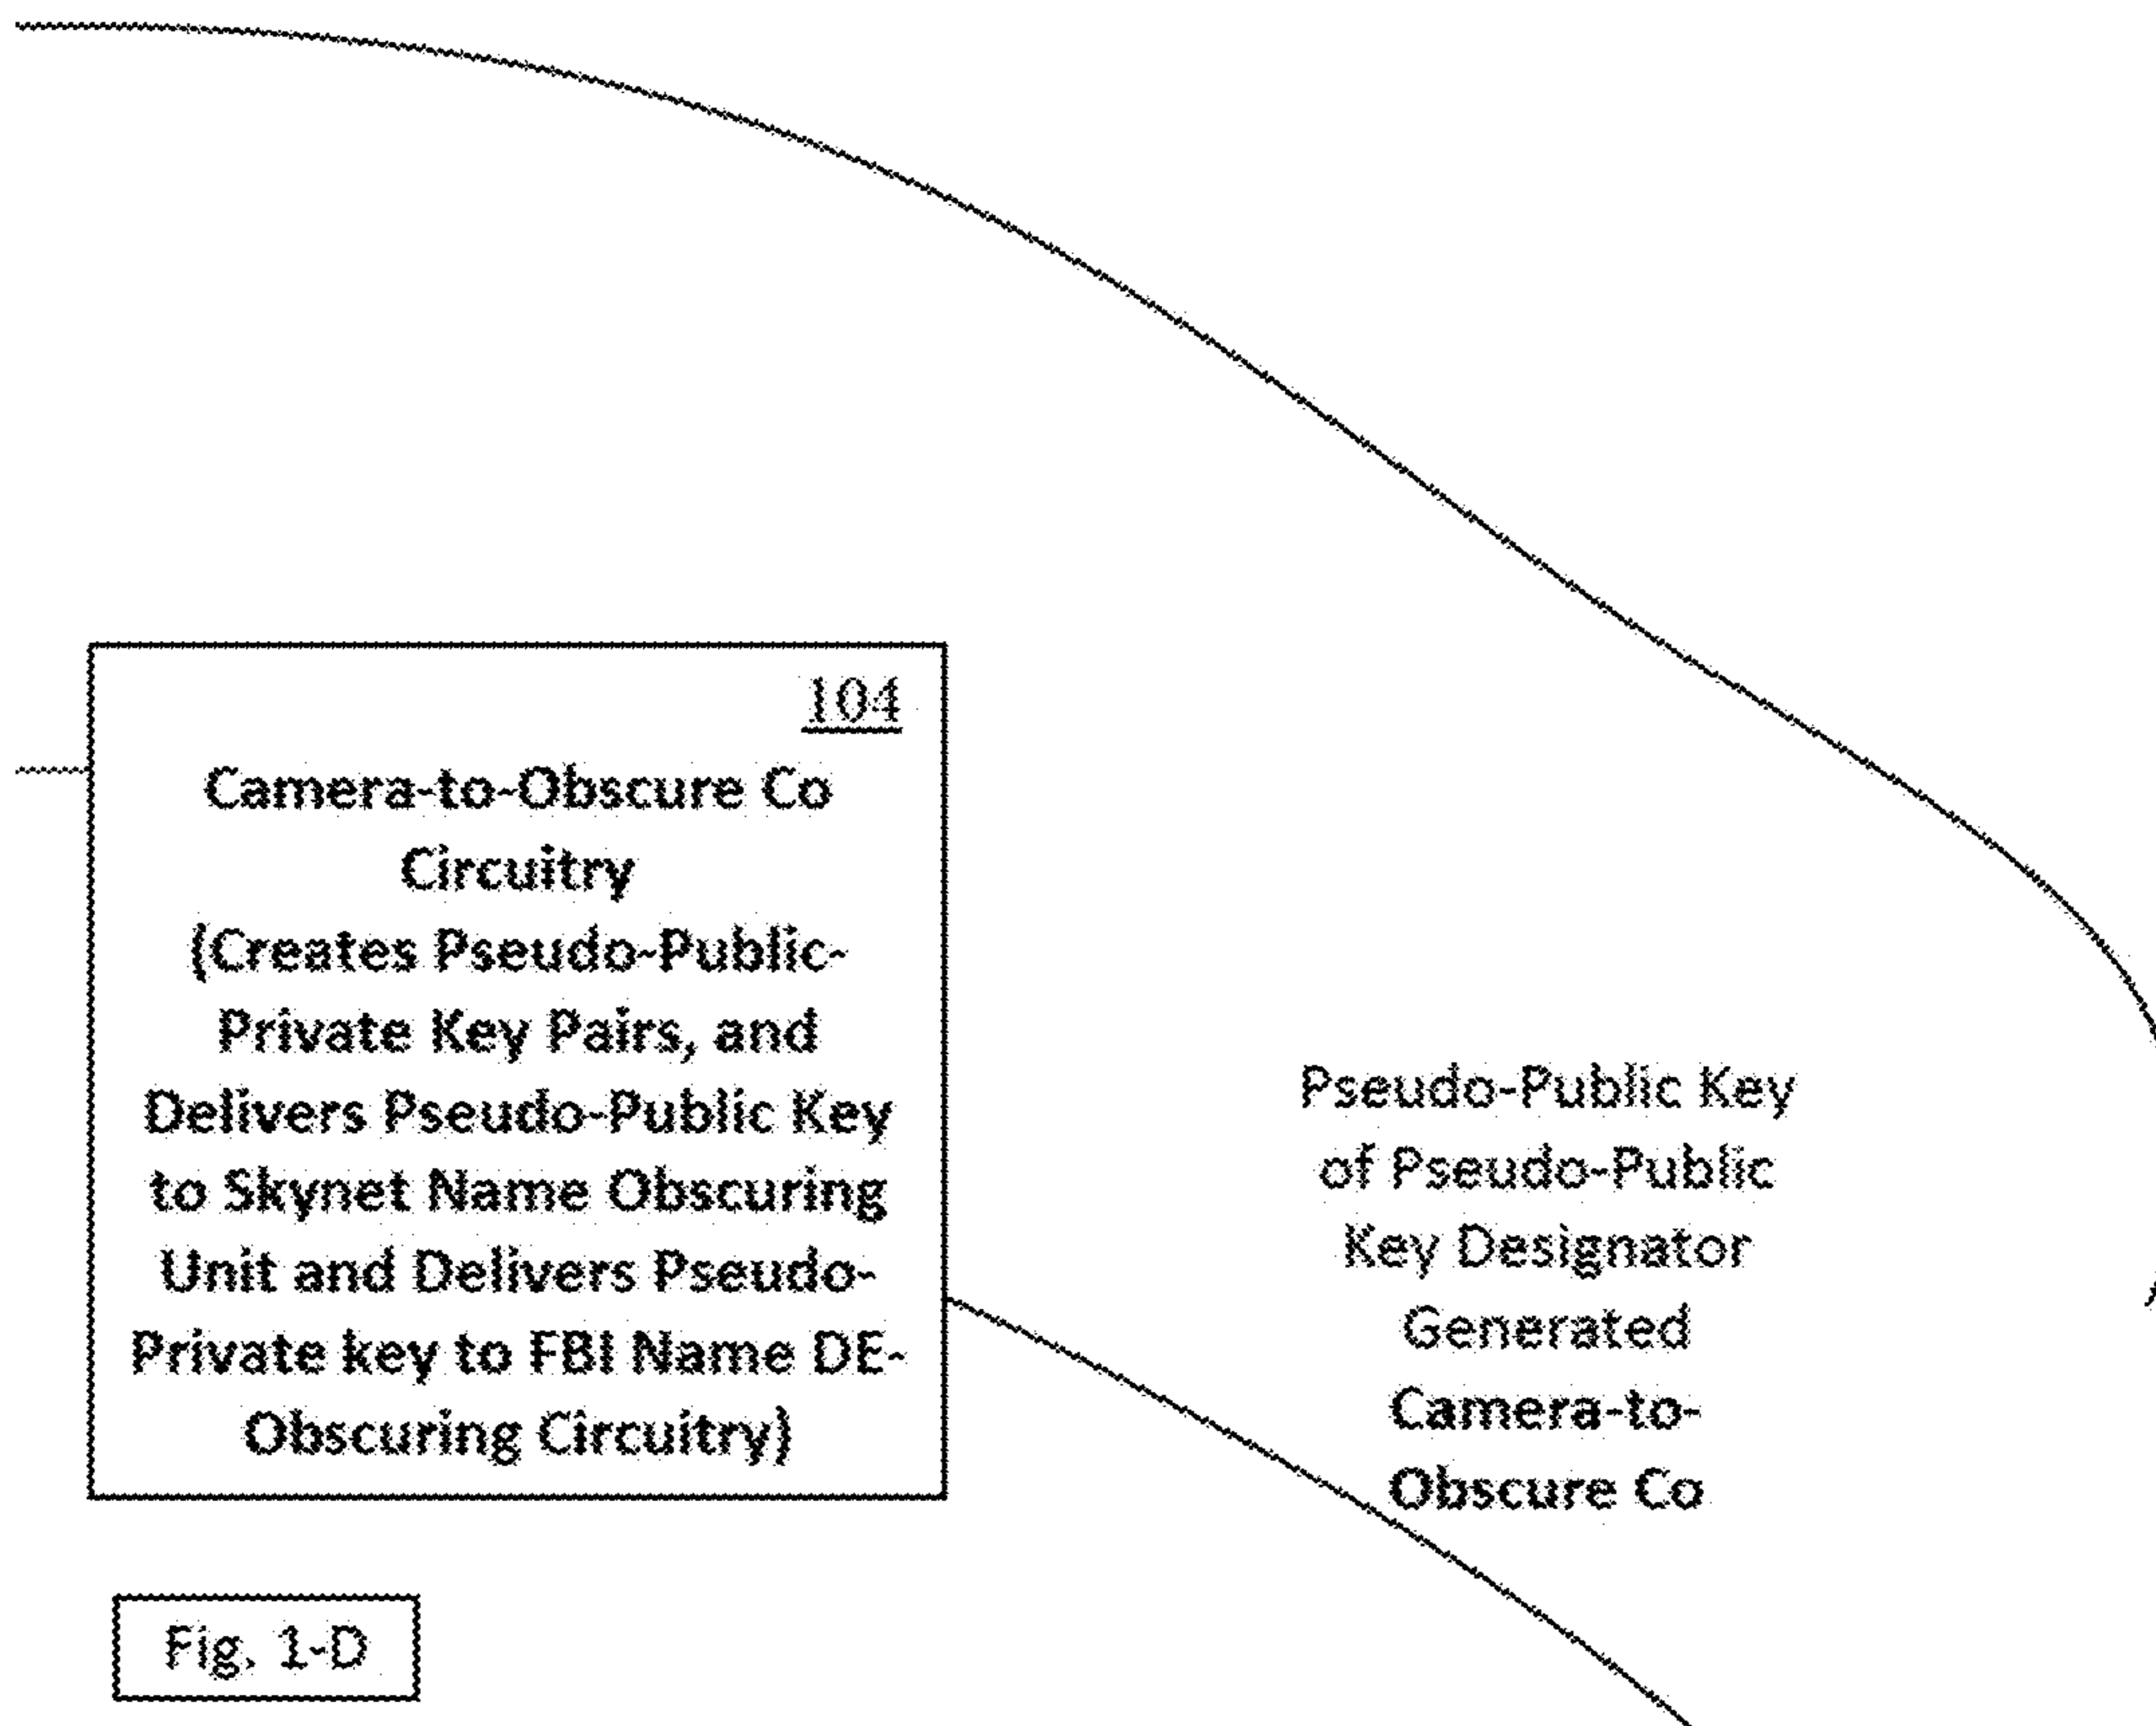 104
Camera-to-Obscure Co
Circuitry
(Creates Pseudo-Public-
Private Key Pairs, and
Delivers Pseudo-Public Key
to Skynet Name Obscuring
Unit and Delivers Pseudo-
Private key to FBI Name DE-
Obscuring Circuitry)
Pseudo-Public Key
of Pseudo-Public
Key Designator
Generated
Camera-to-
Obscure Co
Fig. 1-D